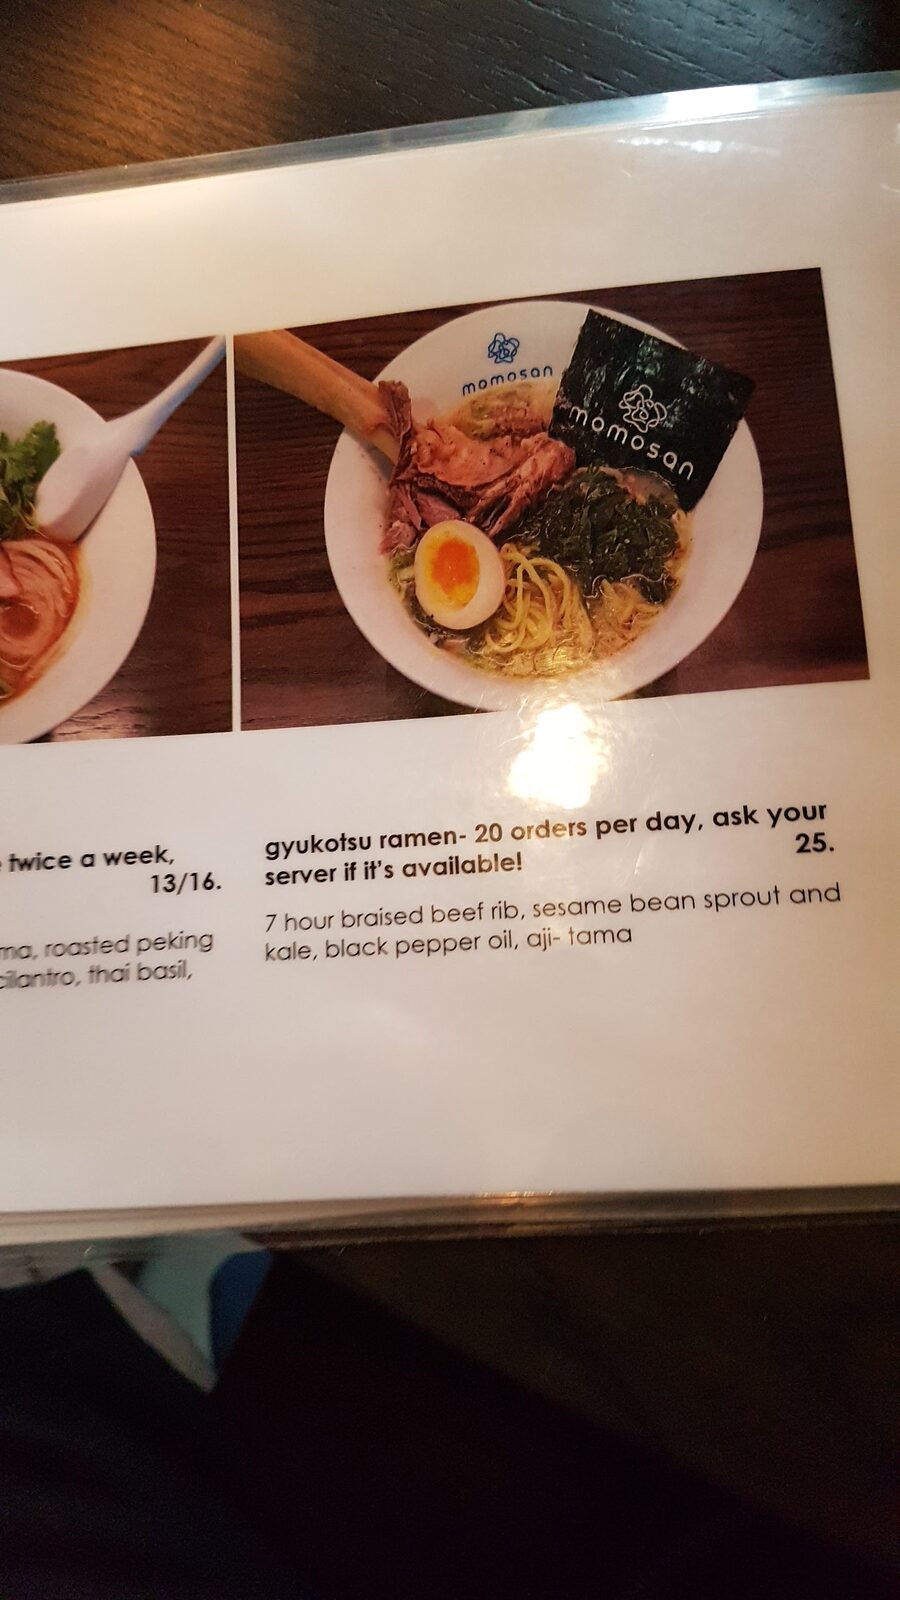 momosan
momosan
twice a week,
13/16.
roasted peking
cilantro, thai basil,
gyukotsu ramen- 20 orders per day, ask your
server if it's available! 25.
7 hour braised beef rib, sesame bean sprout and
kale, black pepper oil, aji- tama